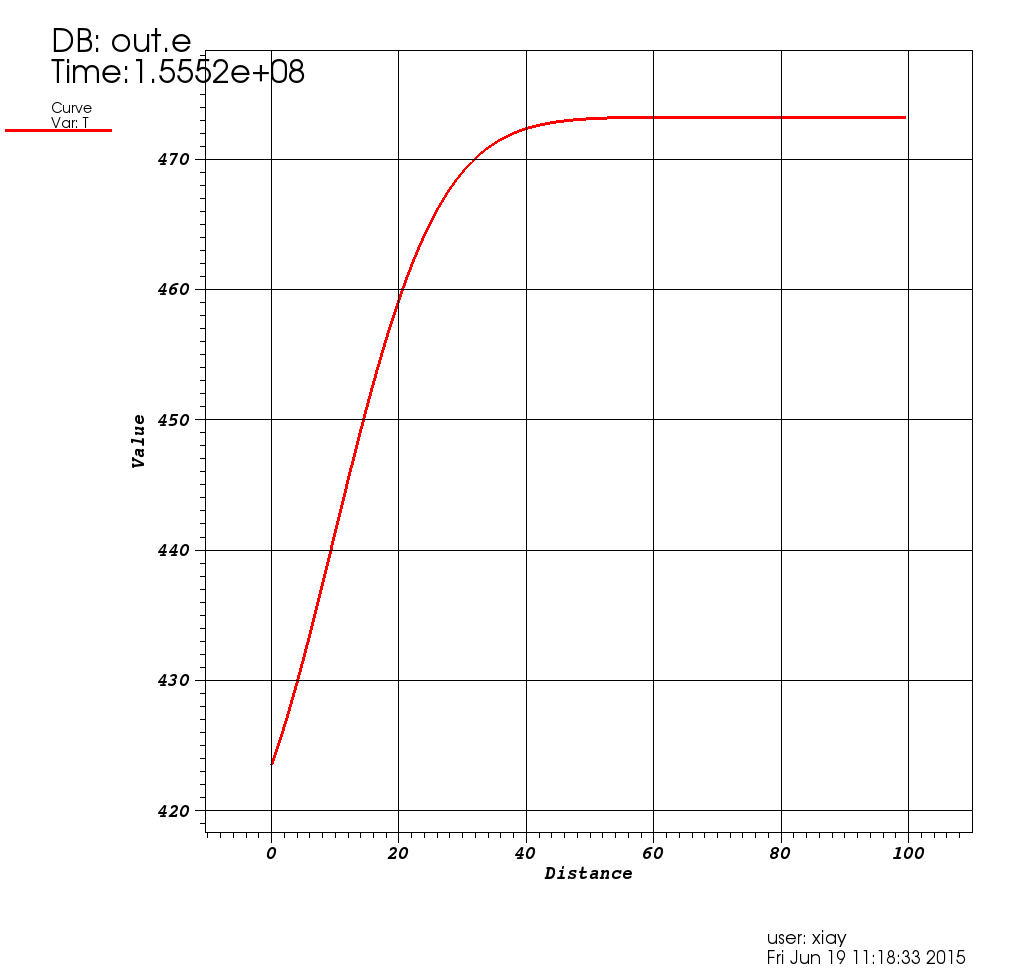 DB: out.e
Time:1.5552e+08
Curve
Var: T
470
460
450
440
430
420
Value
0 20 40 60 80 100
Distance
user: xiay
Fri Jun 19 11:18:33 2015